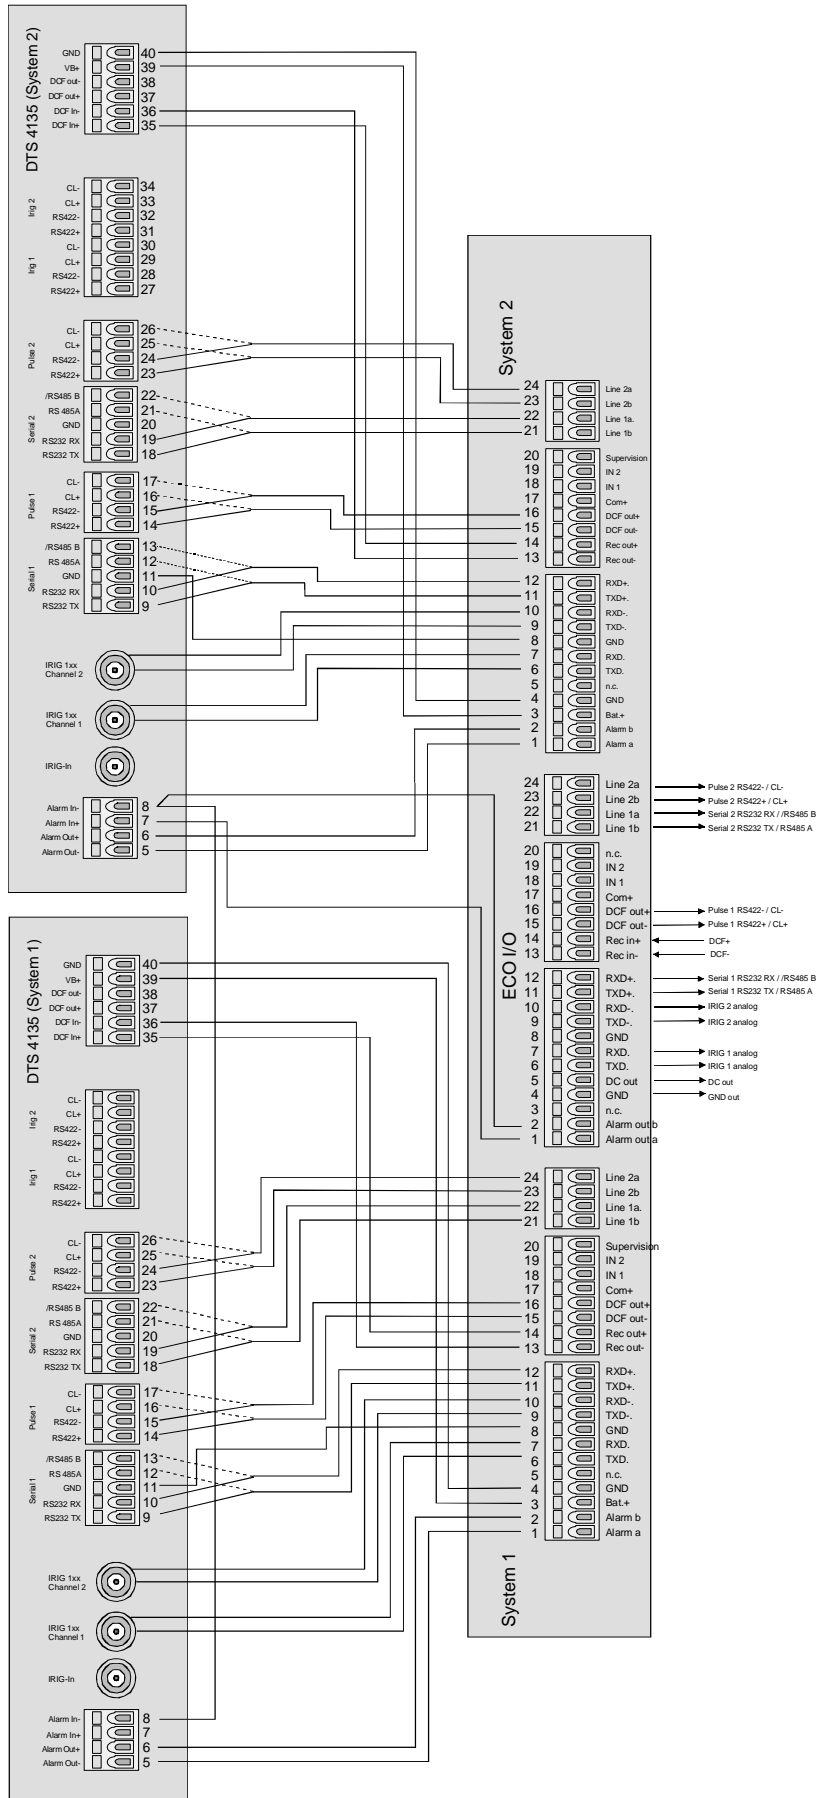 DTS 4135 (System 2)
GND 40
VB+ 39
DCF out- 38
DCF out+ 37
DCF In- 36
DCF In+ 35
Irig 2
CL- 34
CL+ 33
RS422- 32
RS422+ 31
Irig 1
CL- 30
CL+ 29
RS422- 28
RS422+ 27
Pulse 2
CL- 26
CL+ 25
RS422- 24
RS422+ 23
Serial 2
/RS485 B 22
RS 485A 21
GND 20
RS232 RX 19
RS232 TX 18
Pulse 1
CL- 17
CL+ 16
RS422- 15
RS422+ 14
Serial 1
/RS485 B 13
RS 485A 12
GND 11
RS232 RX 10
RS232 TX 9
IRIG 1xx
Channel 2
IRIG 1xx
Channel 1
IRIG-In
Alarm In- 8
Alarm In+ 7
Alarm Out+ 6
Alarm Out- 5
DTS 4135 (System 1)
GND 40
VB+ 39
DCF out- 38
DCF out+ 37
DCF In- 36
DCF In+ 35
Irig 2
CL-
CL+
RS422-
RS422+
Irig 1
CL-
CL+
RS422-
RS422+
Pulse 2
CL- 26
CL+ 25
RS422- 24
RS422+ 23
Serial 2
/RS485 B 22
RS 485A 21
GND 20
RS232 RX 19
RS232 TX 18
Pulse 1
CL- 17
CL+ 16
RS422- 15
RS422+ 14
Serial 1
/RS485 B 13
RS 485A 12
GND 11
RS232 RX 10
RS232 TX 9
IRIG 1xx
Channel 2
IRIG 1xx
Channel 1
IRIG-In
Alarm In- 8
Alarm In+ 7
Alarm Out+ 6
Alarm Out- 5
System 2
24 Line 2a
23 Line 2b
22 Line 1a.
21 Line 1b
20 Supervision
19 IN 2
18 IN 1
17 Com+
16 DCF out+
15 DCF out-
14 Rec out+
13 Rec out-
12 RXD+.
11 TXD+.
10 RXD-.
9 TXD-.
8 GND
7 RXD.
6 TXD.
5 n.c.
4 GND
3 Bat.+
2 Alarm b
1 Alarm a
ECO I/O
24 Line 2a Pulse 2 RS422- / CL-
23 Line 2b Pulse 2 RS422+ / CL+
22 Line 1a Serial 2 RS232 RX / /RS485 B
21 Line 1b Serial 2 RS232 TX / RS485 A
20 n.c.
19 IN 2
18 IN 1
17 Com+
16 DCF out+ Pulse 1 RS422- / CL-
15 DCF out- Pulse 1 RS422+ / CL+
14 Rec in+ DCF+
13 Rec in- DCF-
12 RXD+. Serial 1 RS232 RX / /RS485 B
11 TXD+. Serial 1 RS232 TX / RS485 A
10 RXD-. IRIG 2 analog
9 TXD-. IRIG 2 analog
8 GND
7 RXD. IRIG 1 analog
6 TXD. IRIG 1 analog
5 DC out DC out
4 GND GND out
3 n.c.
2 Alarm out b
1 Alarm out a
24 Line 2a
23 Line 2b
22 Line 1a.
21 Line 1b
20 Supervision
19 IN 2
18 IN 1
17 Com+
16 DCF out+
15 DCF out-
14 Rec out+
13 Rec out-
12 RXD+.
11 TXD+.
10 RXD-.
9 TXD-.
8 GND
7 RXD.
6 TXD.
5 n.c.
4 GND
3 Bat.+
2 Alarm b
1 Alarm a
System 1